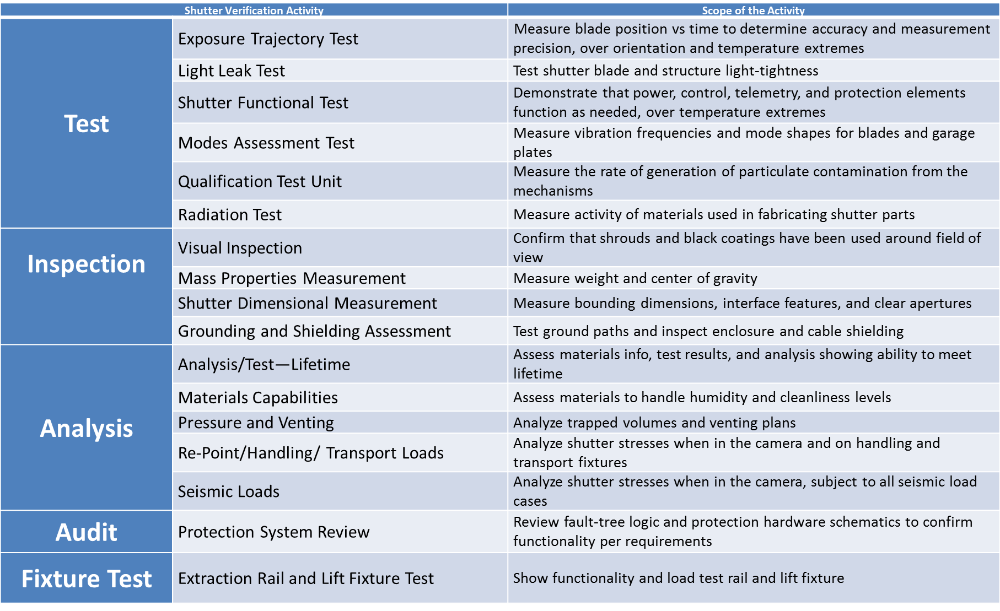 Shutter Verification Activity
Scope of the Activity
Test
Exposure Trajectory Test
Measure blade position vs time to determine accuracy and measurement
precision, over orientation and temperature extremes
Light Leak Test
Test shutter blade and structure light-tightness
Shutter Functional Test
Demonstrate that power, control, telemetry, and protection elements
function as needed, over temperature extremes
Modes Assessment Test
Measure vibration frequencies and mode shapes for blades and garage
plates
Qualification Test Unit
Measure the rate of generation of particulate contamination from the
mechanisms
Radiation Test
Measure activity of materials used in fabricating shutter parts
Inspection
Visual Inspection
Confirm that shrouds and black coatings have been used around field of
view
Mass Properties Measurement
Measure weight and center of gravity
Shutter Dimensional Measurement
Measure bounding dimensions, interface features, and clear apertures
Grounding and Shielding Assessment
Test ground paths and inspect enclosure and cable shielding
Analysis
Analysis/Test—Lifetime
Assess materials info, test results, and analysis showing ability to meet
lifetime
Materials Capabilities
Assess materials to handle humidity and cleanliness levels
Pressure and Venting
Analyze trapped volumes and venting plans
Re-Point/Handling/ Transport Loads
Analyze shutter stresses when in the camera and on handling and
transport fixtures
Seismic Loads
Analyze shutter stresses when in the camera, subject to all seismic load
cases
Audit
Protection System Review
Review fault-tree logic and protection hardware schematics to confirm
functionality per requirements
Fixture Test
Extraction Rail and Lift Fixture Test
Show functionality and load test rail and lift fixture